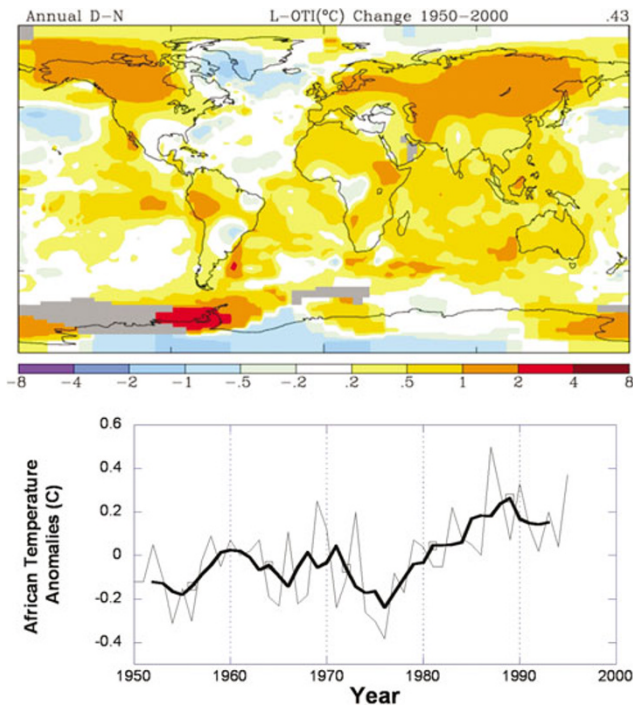 Annual D-N L-OTI(°C) Change 1950-2000 .43
-8 -4 -2 -1 -.5 -.2 .2 .5 1 2 4 8
0.6
0.4
0.2
0
-0.2
-0.4
African Temperature
Anomalies (C)
1950 1960 1970 1980 1990 2000
Year